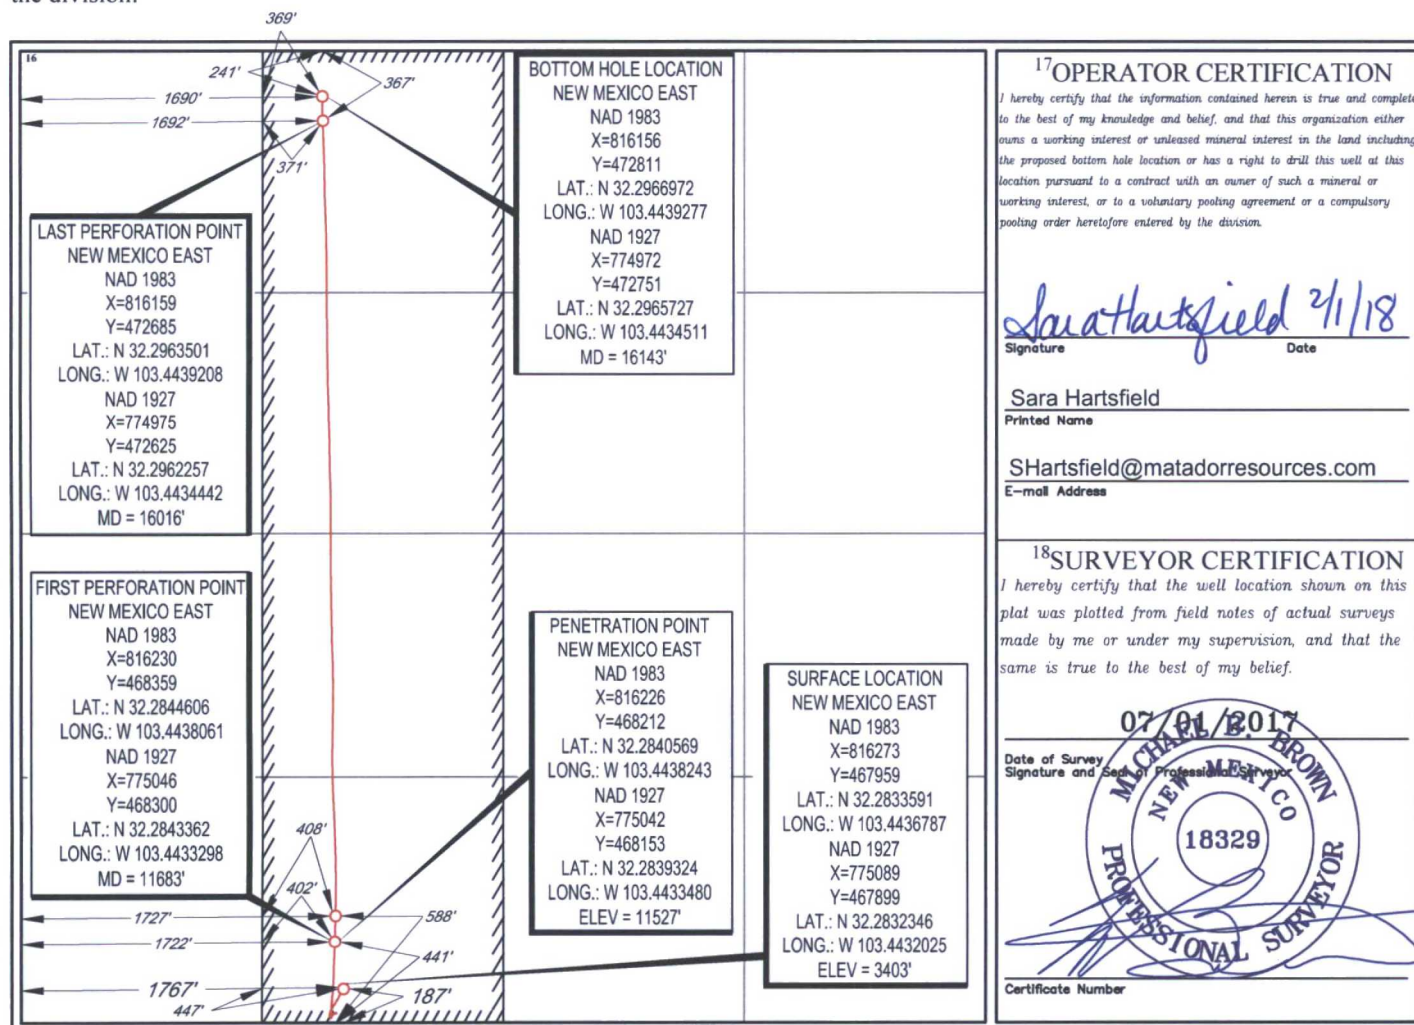 the division.
16
369'
241'
367'
1690'
1692'
371'
BOTTOM HOLE LOCATION
NEW MEXICO EAST
NAD 1983
X=816156
Y=472811
LAT.: N 32.2966972
LONG.: W 103.4439277
NAD 1927
X=774972
Y=472751
LAT.: N 32.2965727
LONG.: W 103.4434511
MD = 16143'
LAST PERFORATION POINT
NEW MEXICO EAST
NAD 1983
X=816159
Y=472685
LAT.: N 32.2963501
LONG.: W 103.4439208
NAD 1927
X=774975
Y=472625
LAT.: N 32.2962257
LONG.: W 103.4434442
MD = 16016'
FIRST PERFORATION POINT
NEW MEXICO EAST
NAD 1983
X=816230
Y=468359
LAT.: N 32.2844606
LONG.: W 103.4438061
NAD 1927
X=775046
Y=468300
LAT.: N 32.2843362
LONG.: W 103.4433298
MD = 11683'
PENETRATION POINT
NEW MEXICO EAST
NAD 1983
X=816226
Y=468212
LAT.: N 32.2840569
LONG.: W 103.4438243
NAD 1927
X=775042
Y=468153
LAT.: N 32.2839324
LONG.: W 103.4433480
ELEV = 11527'
SURFACE LOCATION
NEW MEXICO EAST
NAD 1983
X=816273
Y=467959
LAT.: N 32.2833591
LONG.: W 103.4436787
NAD 1927
X=775089
Y=467899
LAT.: N 32.2832346
LONG.: W 103.4432025
ELEV = 3403'
408'
402'
1727'
588'
1722'
441'
1767'
187'
447'
17OPERATOR CERTIFICATION
I hereby certify that the information contained herein is true and complete
to the best of my knowledge and belief, and that this organization either
owns a working interest or unleased mineral interest in the land including
the proposed bottom hole location or has a right to drill this well at this
location pursuant to a contract with an owner of such a mineral or
working interest, or to a voluntary pooling agreement or a compulsory
pooling order heretofore entered by the division.
Sara Hartsfield 2/1/18
Signature Date
Sara Hartsfield
Printed Name
SHartsfield@matadorresources.com
E-mail Address
18SURVEYOR CERTIFICATION
I hereby certify that the well location shown on this
plat was plotted from field notes of actual surveys
made by me or under my supervision, and that the
same is true to the best of my belief.
07/01/2017
Date of Survey
Signature and Seal of Professional Surveyor
MICHAEL B. BROWN
NEW MEXICO
18329
PROFESSIONAL SURVEYOR
Certificate Number